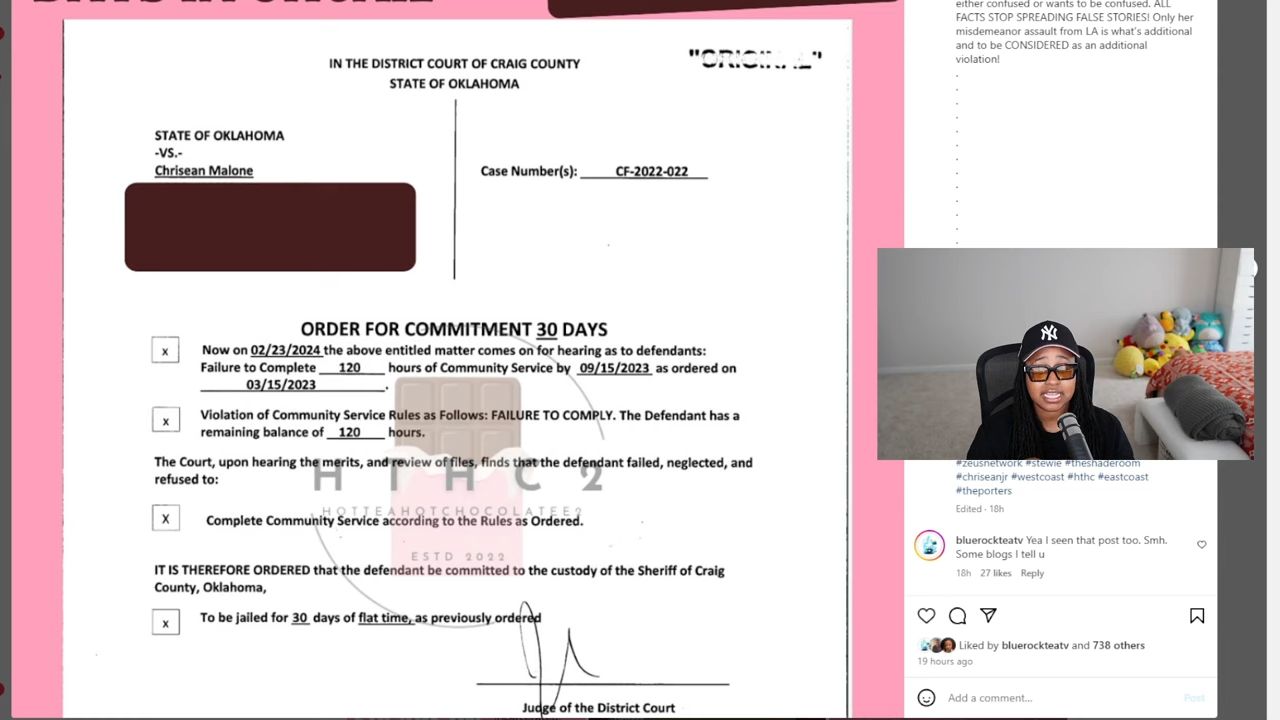 "ORIGINAL"
IN THE DISTRICT COURT OF CRAIG COUNTY
STATE OF OKLAHOMA
STATE OF OKLAHOMA
-VS.-
Chrisean Malone
Case Number(s): CF-2022-022
ORDER FOR COMMITMENT 30 DAYS
x Now on 02/23/2024 the above entitled matter comes on for hearing as to defendants:
Failure to Complete 120 hours of Community Service by 09/15/2023 as ordered on
03/15/2023.
x Violation of Community Service Rules as Follows: FAILURE TO COMPLY. The Defendant has a
remaining balance of 120 hours.
The Court, upon hearing the merits, and review of files, finds that the defendant failed, neglected, and
refused to:
X Complete Community Service according to the Rules as Ordered.
IT IS THEREFORE ORDERED that the defendant be committed to the custody of the Sheriff of Craig
County, Oklahoma,
x To be jailed for 30 days of flat time, as previously ordered
Judge of the District Court
HTHC2
HOTTEAHOTCHOCOLATEE2
ESTD 2022
either confused or wants to be confused. ALL
FACTS STOP SPREADING FALSE STORIES! Only her
misdemeanor assault from LA is what's additional
and to be CONSIDERED as an additional
violation!
.
.
.
.
.
.
.
.
.
.
.
.
.
NY
#zeusnetwork #stewie #theshaderoom
#chriseanjr #westcoast #hthc #eastcoast
#theporters
Edited · 18h
bluerockteatv Yea I seen that post too. Smh.
Some blogs I tell u
18h 27 likes Reply
Liked by bluerockteatv and 738 others
19 hours ago
Add a comment...
Post